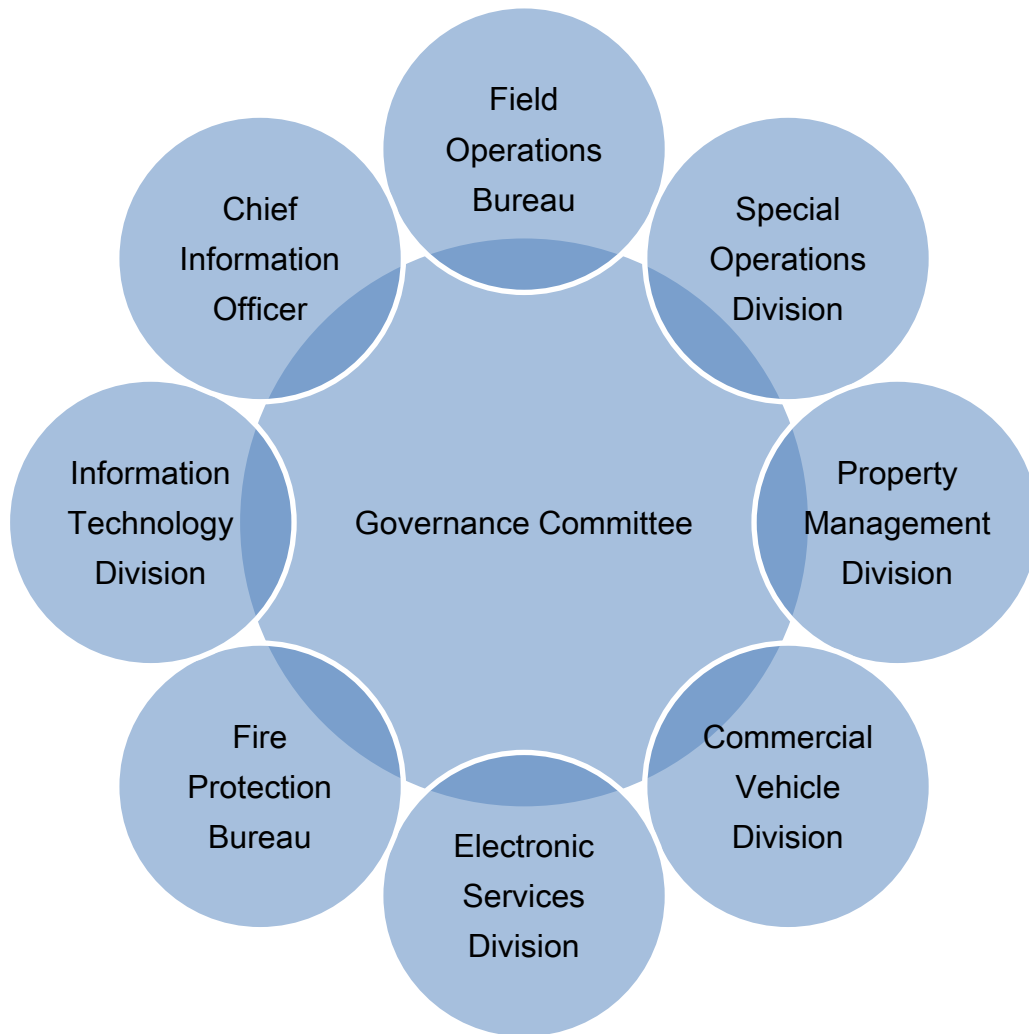 Field
Operations
Bureau
Special
Operations
Division
Property
Management
Division
Commercial
Vehicle
Division
Electronic
Services
Division
Fire
Protection
Bureau
Information
Technology
Division
Chief
Information
Officer
Governance Committee